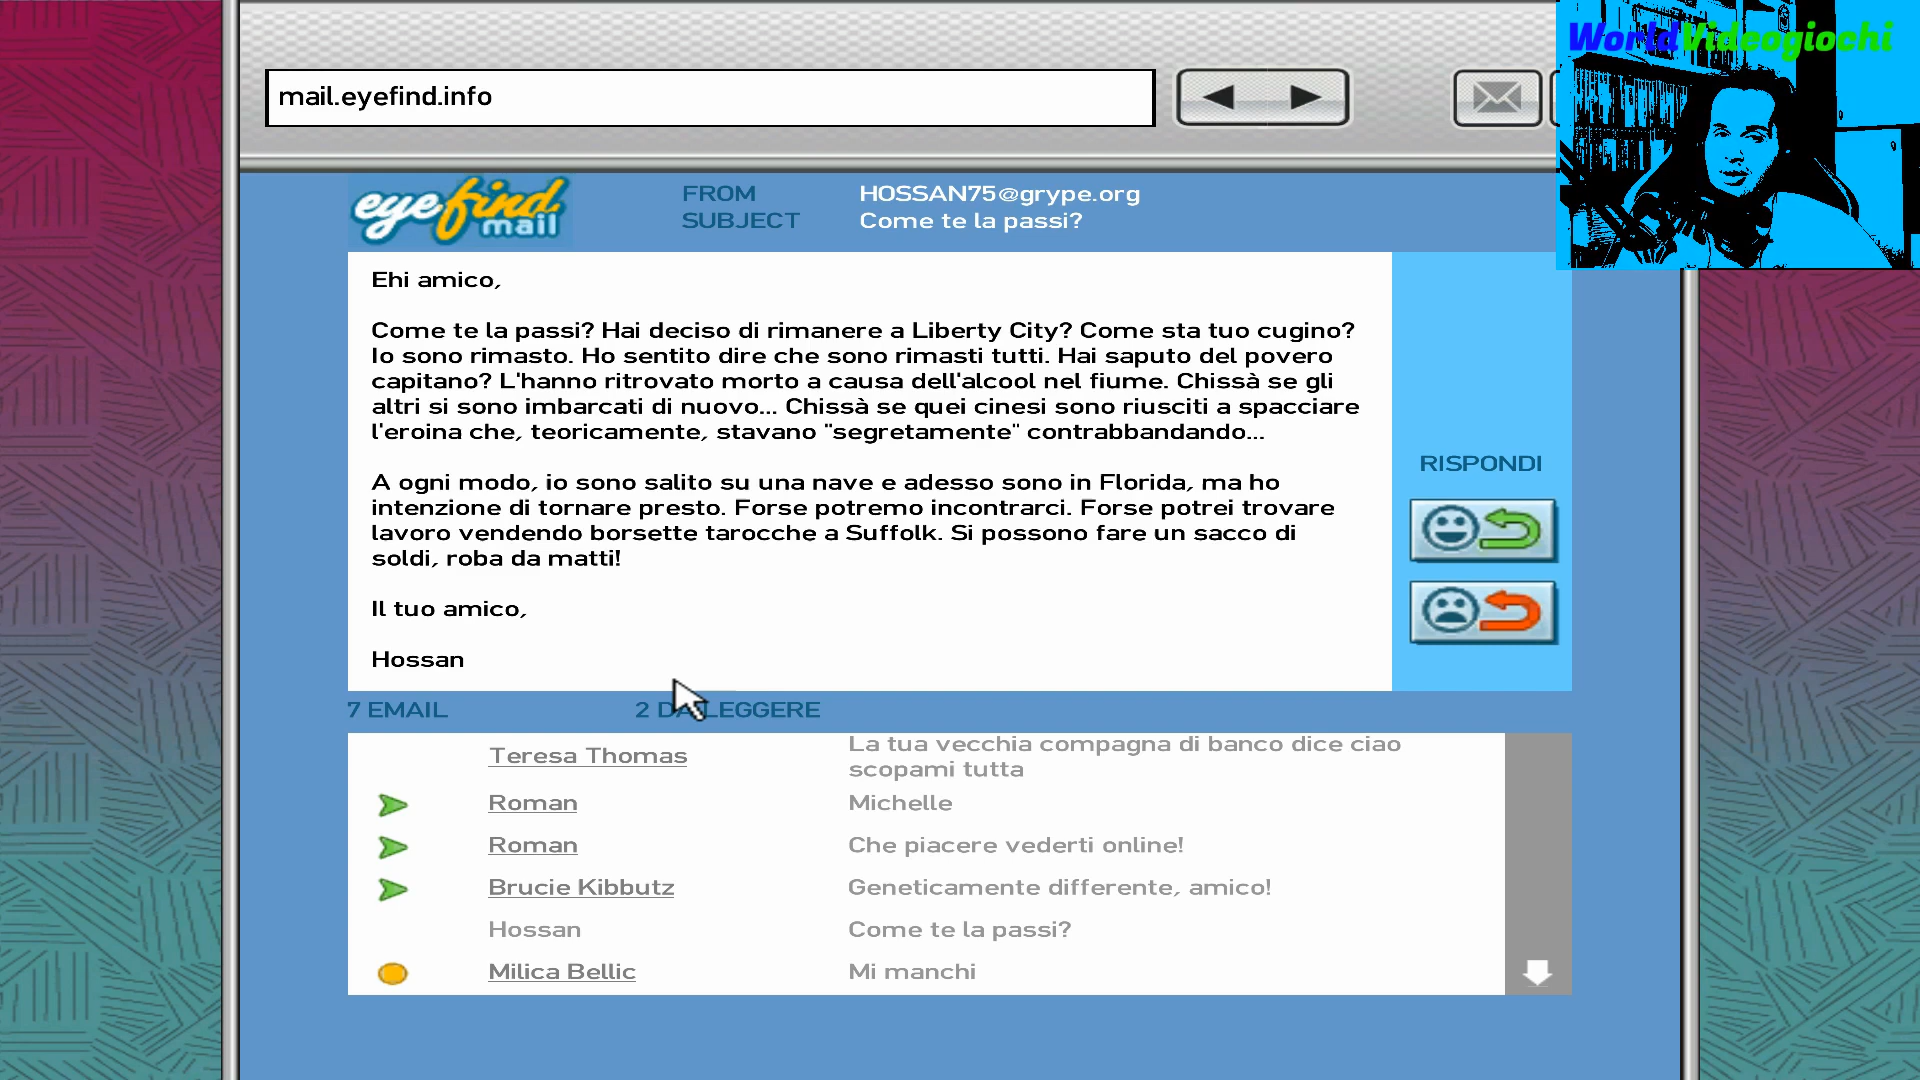 WorldVideogiochi
mail.eyefind.info
eyefind mail
FROM HOSSAN75@grype.org
SUBJECT Come te la passi?
Ehi amico,
Come te la passi? Hai deciso di rimanere a Liberty City? Come sta tuo cugino?
Io sono rimasto. Ho sentito dire che sono rimasti tutti. Hai saputo del povero
capitano? L'hanno ritrovato morto a causa dell'alcool nel fiume. Chissà se gli
altri si sono imbarcati di nuovo... Chissà se quei cinesi sono riusciti a spacciare
l'eroina che, teoricamente, stavano "segretamente" contrabbandando...
A ogni modo, io sono salito su una nave e adesso sono in Florida, ma ho
intenzione di tornare presto. Forse potremo incontrarci. Forse potrei trovare
lavoro vendendo borsette tarocche a Suffolk. Si possono fare un sacco di
soldi, roba da matti!
Il tuo amico,
Hossan
RISPONDI
7 EMAIL 2 DA LEGGERE
Teresa Thomas La tua vecchia compagna di banco dice ciao
scopami tutta
Roman Michelle
Roman Che piacere vederti online!
Brucie Kibbutz Geneticamente differente, amico!
Hossan Come te la passi?
Milica Bellic Mi manchi